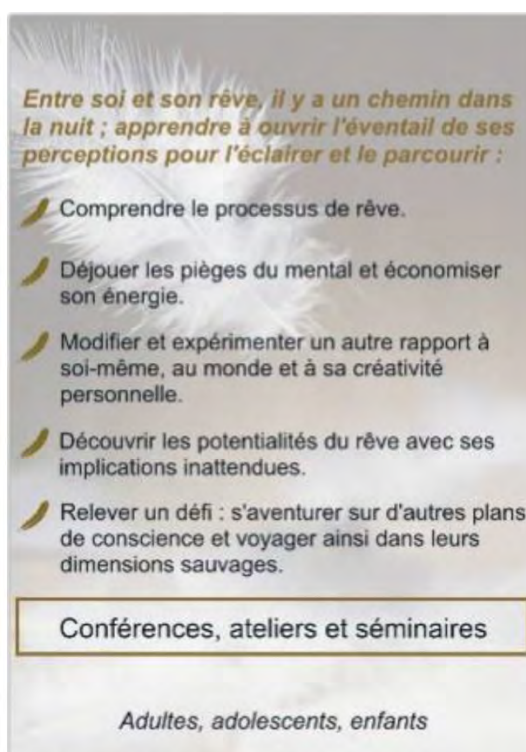 Entre soi et son rêve, il y a un chemin dans
la nuit ; apprendre à ouvrir l'éventail de ses
perceptions pour l'éclairer et le parcourir :
Comprendre le processus de rêve.
Déjouer les pièges du mental et économiser
son énergie.
Modifier et expérimenter un autre rapport à
soi-même, au monde et à sa créativité
personnelle.
Découvrir les potentialités du rêve avec ses
implications inattendues.
Relever un défi : s'aventurer sur d'autres plans
de conscience et voyager ainsi dans leurs
dimensions sauvages.
Conférences, ateliers et séminaires
Adultes, adolescents, enfants